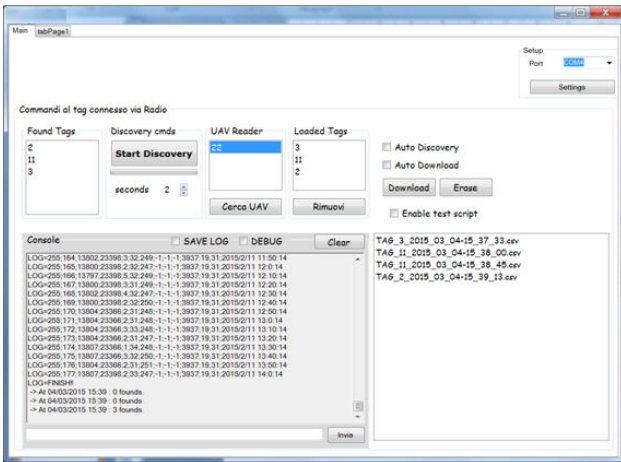 Main tabPage1
Setup
Port COM4
Settings
Commandi al tag connesso via Radio
Found Tags
2
11
3
Discovery cmds
Start Discovery
seconds 2
UAV Reader
22
Cerca UAV
Loaded Tags
3
11
2
Rimuovi
Auto Discovery
Auto Download
Download Erase
Enable test script
Console SAVE LOG DEBUG Clear
LOG=255;164;13802;23398;3;32;249;-1;-1;-1;3937;19;31;2015/2/11 11:50:14
LOG=255;165;13800;23398;2;32;247;-1;-1;-1;3937;19;31;2015/2/11 12:0:14
LOG=255;166;13797;23398;5;32;249;-1;-1;-1;3937;19;31;2015/2/11 12:10:14
LOG=255;167;13800;23398;3;31;249;-1;-1;-1;3937;19;31;2015/2/11 12:20:14
LOG=255;168;13802;23398;4;32;247;-1;-1;-1;3937;19;31;2015/2/11 12:30:14
LOG=255;169;13800;23398;2;32;250;-1;-1;-1;3937;19;31;2015/2/11 12:40:14
LOG=255;170;13804;23366;2;31;248;-1;-1;-1;3937;19;31;2015/2/11 12:50:14
LOG=255;171;13804;23366;2;31;248;-1;-1;-1;3937;19;31;2015/2/11 13:0:14
LOG=255;172;13804;23366;3;33;248;-1;-1;-1;3937;19;31;2015/2/11 13:10:14
LOG=255;173;13804;23366;2;31;247;-1;-1;-1;3937;19;31;2015/2/11 13:20:14
LOG=256;174;13807;23366;1;34;248;-1;-1;-1;3937;19;31;2015/2/11 13:30:14
LOG=256;175;13807;23366;3;32;250;-1;-1;-1;3937;19;31;2015/2/11 13:40:14
LOG=256;176;13804;23366;2;31;251;-1;-1;-1;3937;19;31;2015/2/11 13:50:14
LOG=255;177;13807;23398;2;33;247;-1;-1;-1;3937;19;31;2015/2/11 14:0:14
LOG=FINISH!!
-> At 04/03/2015 15:39 : 0 founds.
-> At 04/03/2015 15:39 : 0 founds.
-> At 04/03/2015 15:39 : 3 founds.
Invia
TAG_3_2015_03_04-15_37_33.csv
TAG_11_2015_03_04-15_38_00.csv
TAG_11_2015_03_04-15_38_45.csv
TAG_2_2015_03_04-15_39_13.csv